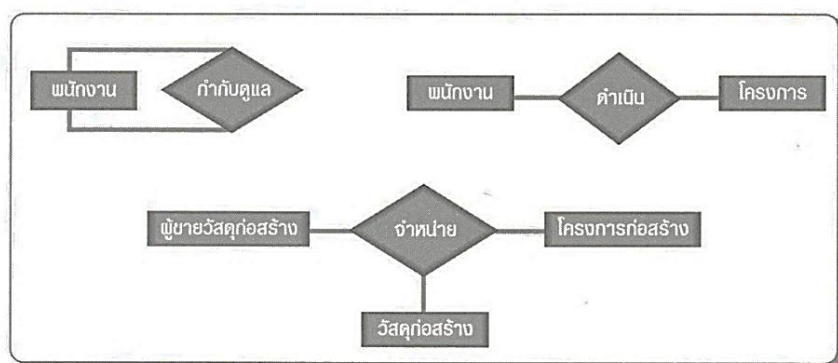 พนักงาน
กำกับดูแล
พนักงาน
ดำเนิน
โครงการ
ผู้ขายวัสดุก่อสร้าง
จำหน่าย
โครงการก่อสร้าง
วัสดุก่อสร้าง